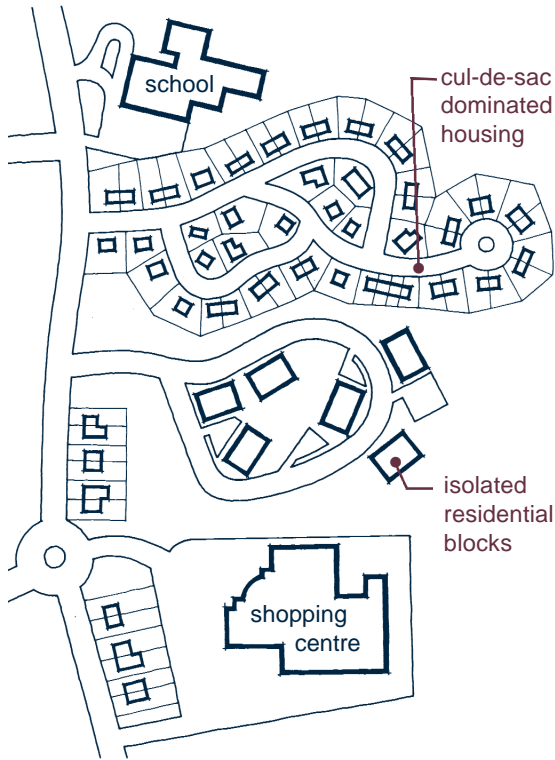 school
cul-de-sac
dominated
housing
isolated
residential
blocks
shopping
centre